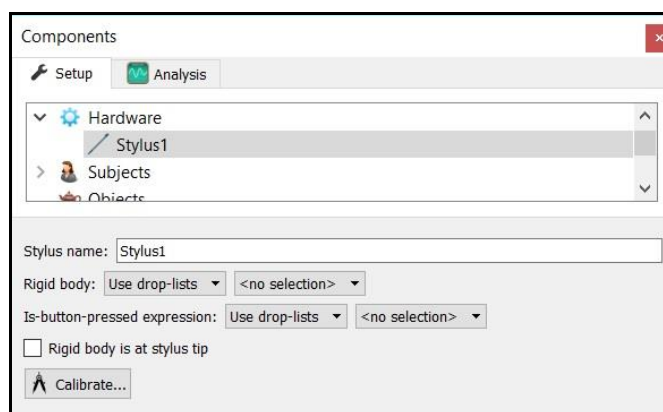 Components
Setup Analysis
Hardware
Stylus1
Subjects
Objects
Stylus name: Stylus1
Rigid body: Use drop-lists <no selection>
Is-button-pressed expression: Use drop-lists <no selection>
Rigid body is at stylus tip
Calibrate...